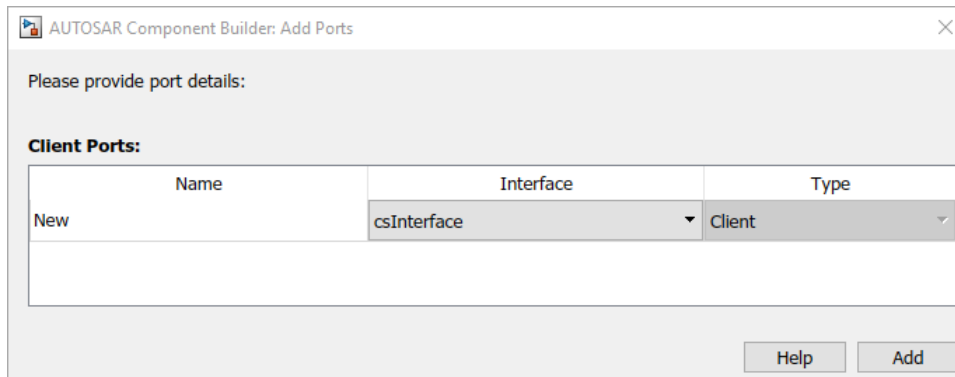 AUTOSAR Component Builder: Add Ports
Please provide port details:
Client Ports:
Name Interface Type
New csInterface Client
Help Add